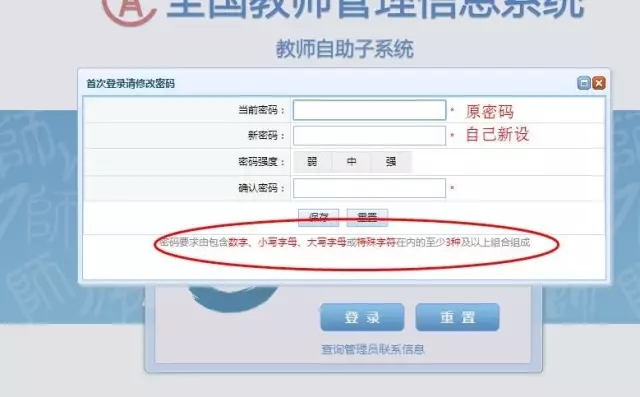 全国教师管理信息系统
教师自助子系统
首次登录请修改密码
当前密码： * 原密码
新密码： * 自己新设
密码强度： 弱 中 强
确认密码： *
保存 重置
密码要求由包含数字、小写字母、大写字母或特殊字符在内的至少3种及以上组合组成
登录 重置
查询管理员联系信息